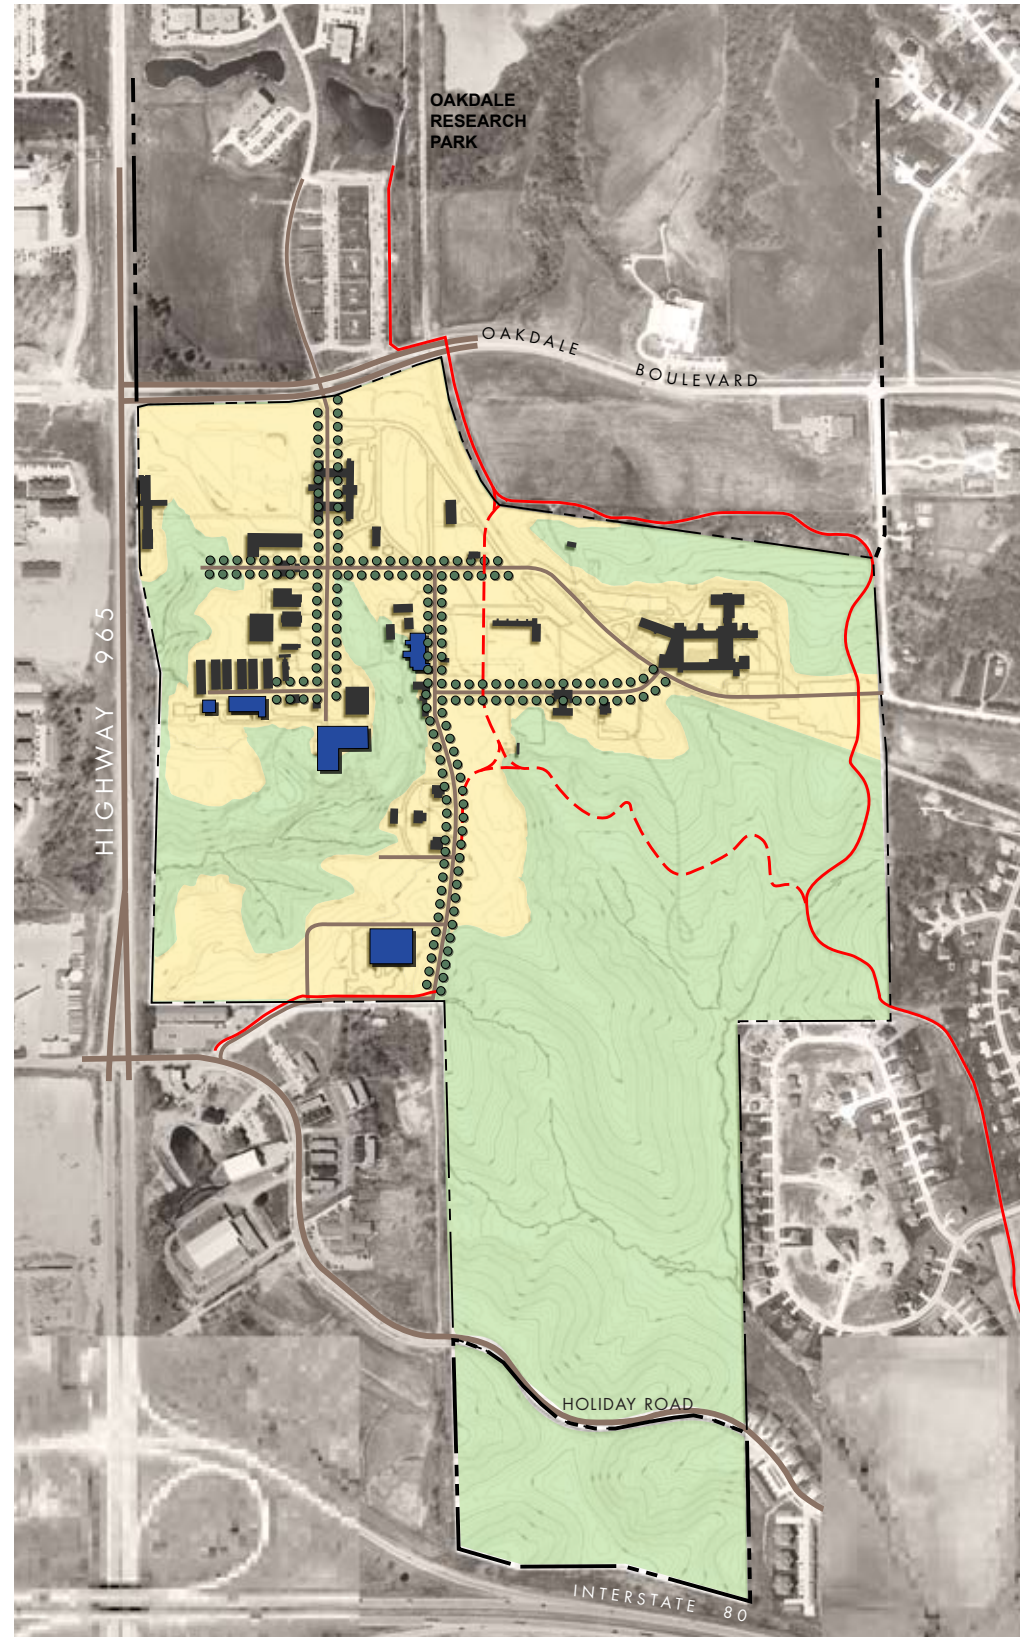 OAKDALE
RESEARCH
PARK
OAKDALE
BOULEVARD
HIGHWAY 965
HOLIDAY ROAD
INTERSTATE 80